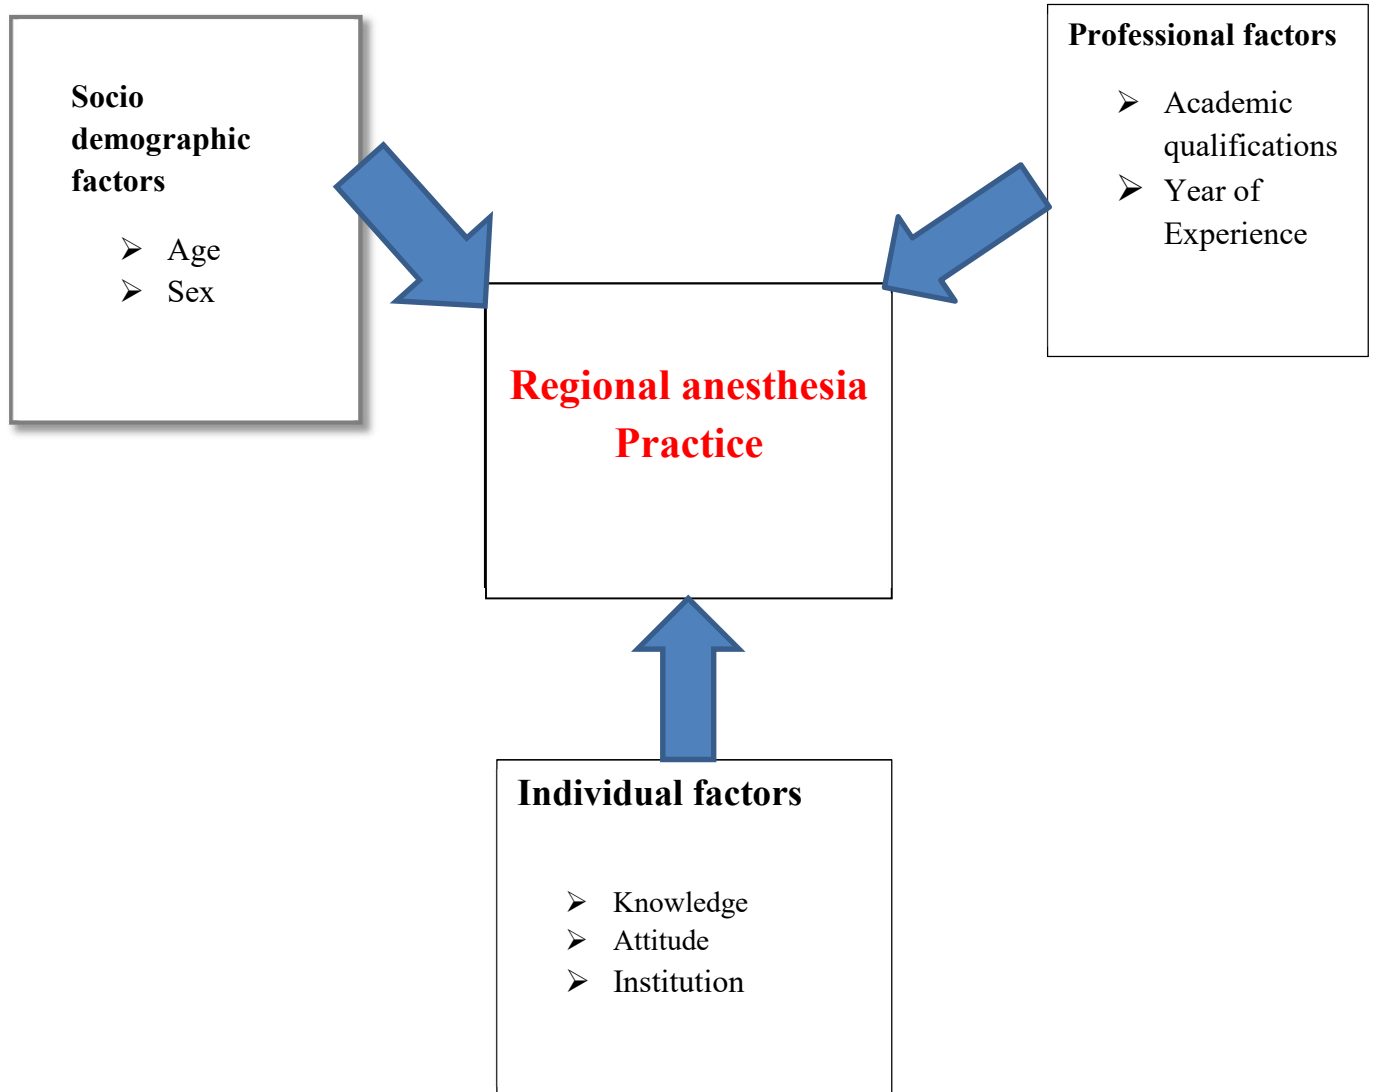 Socio
demographic
factors
➢ Age
➢ Sex
Professional factors
➢ Academic
qualifications
➢ Year of
Experience
Regional anesthesia
Practice
Individual factors
➢ Knowledge
➢ Attitude
➢ Institution